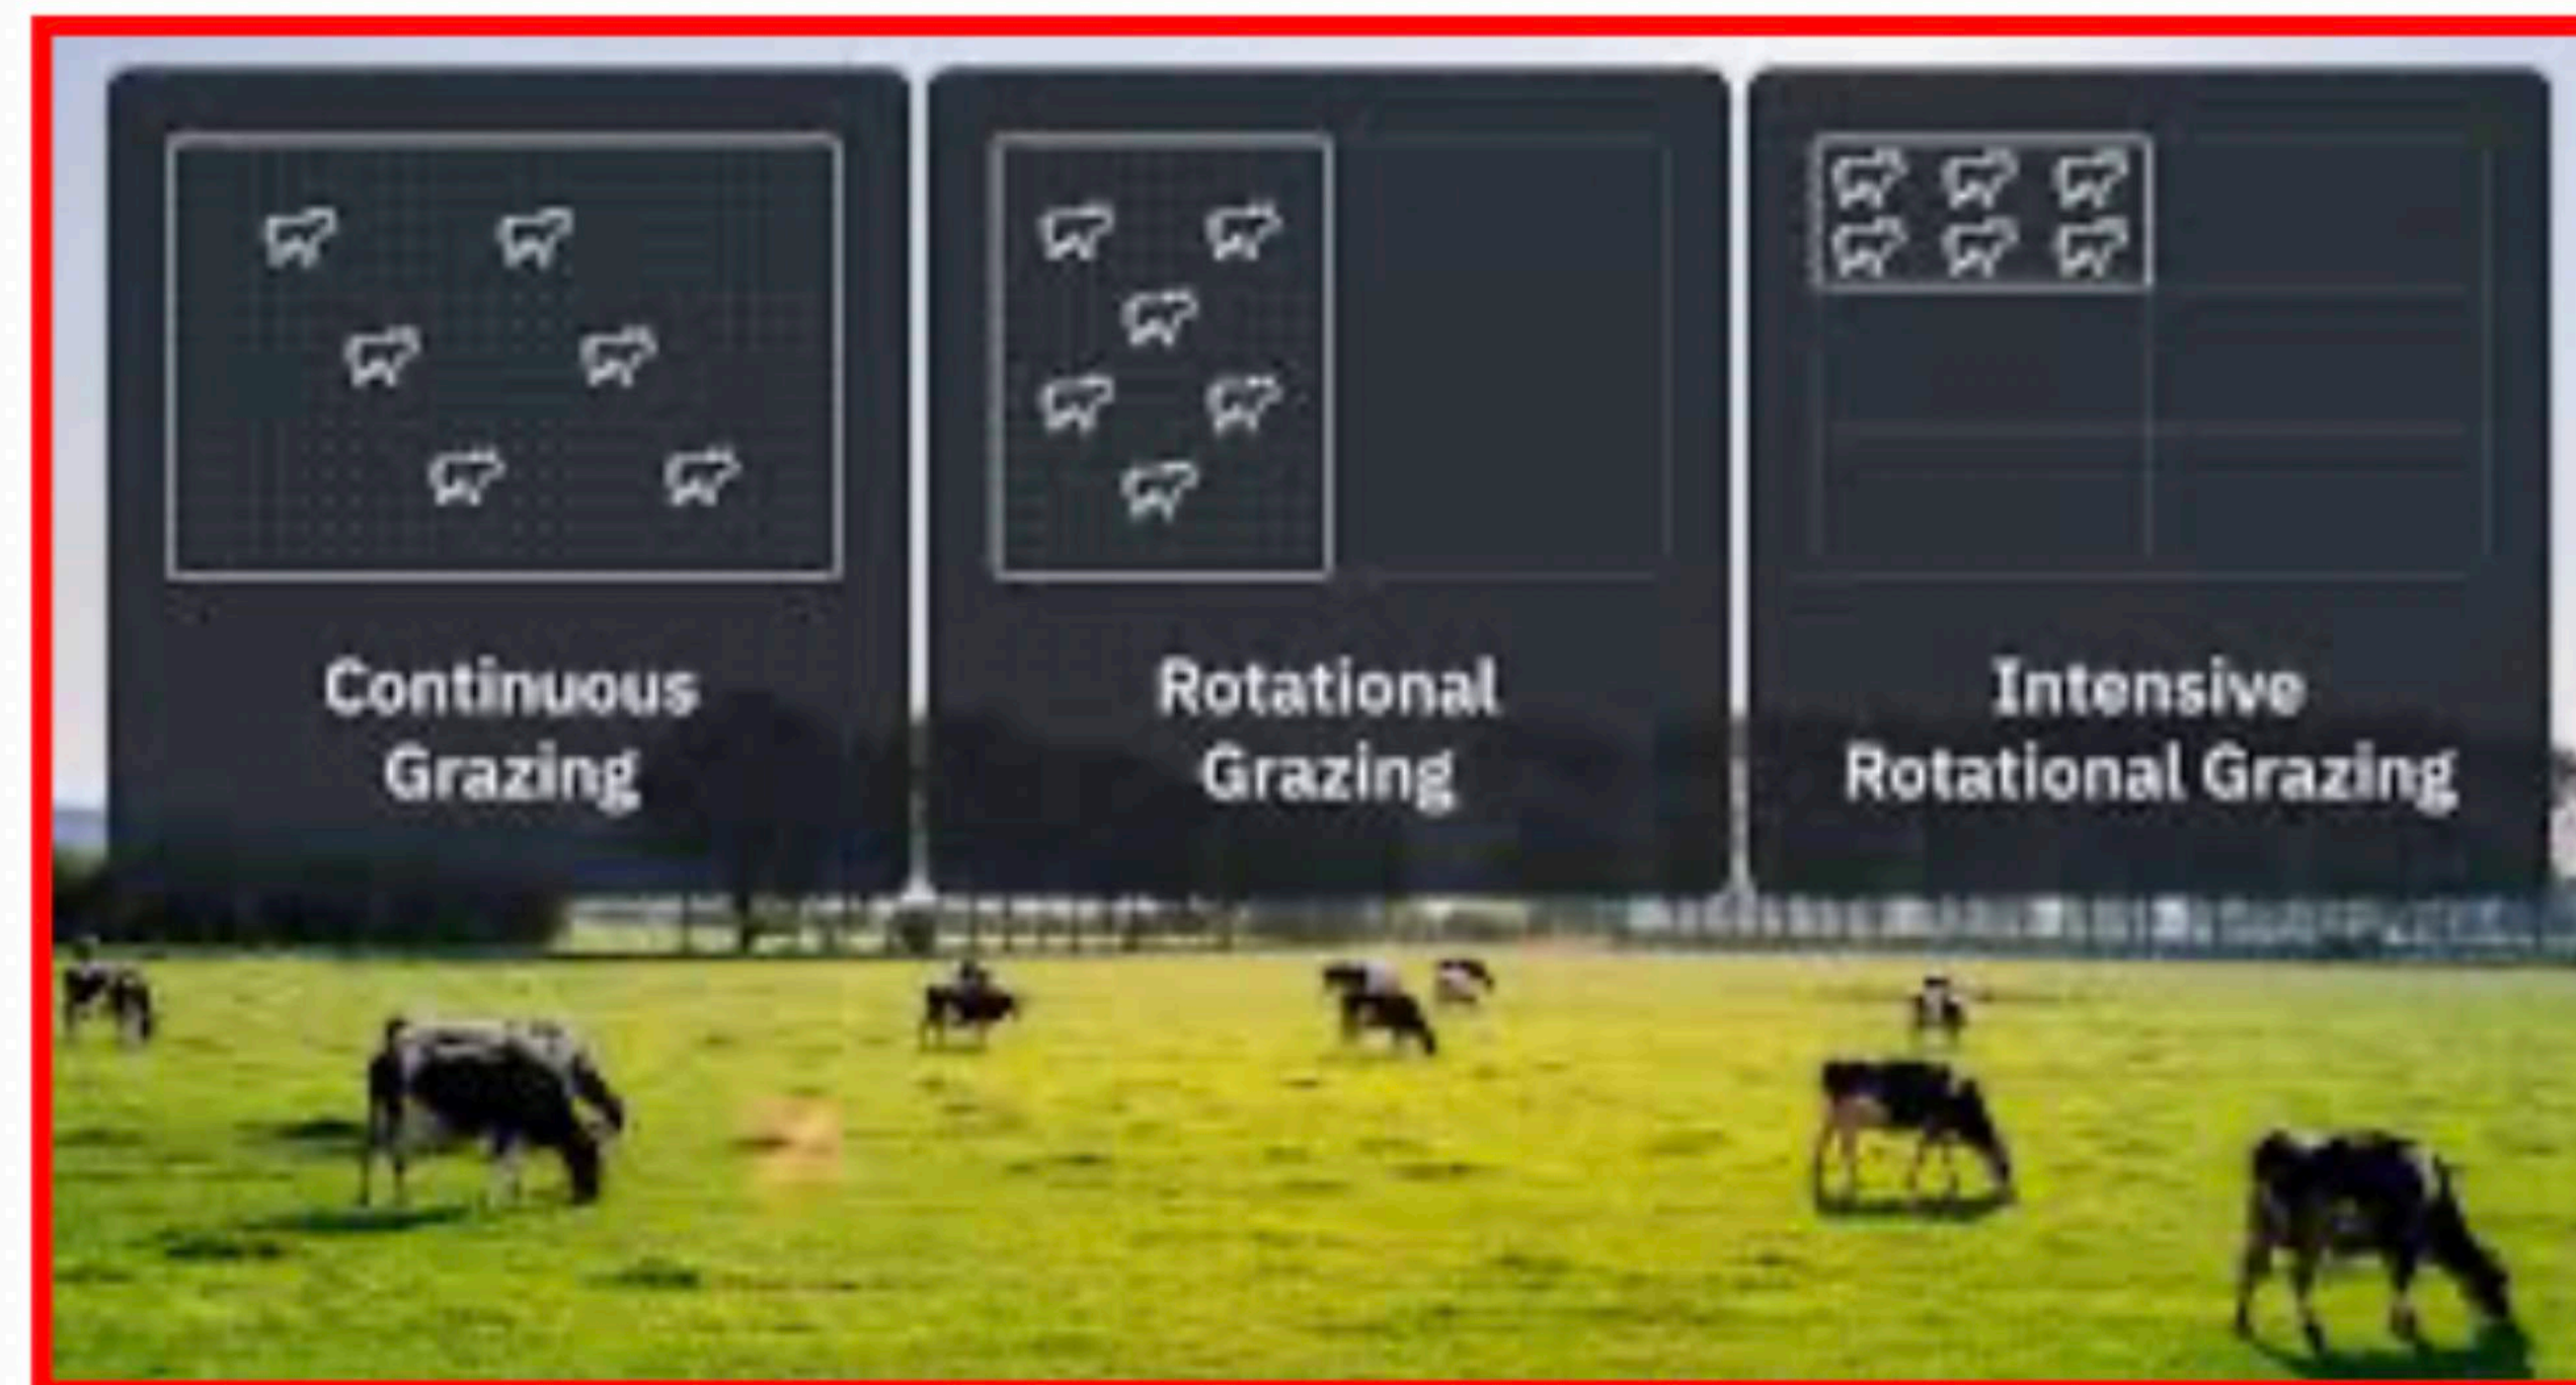 Continuous
Grazing
Rotational
Grazing
Intensive
Rotational Grazing